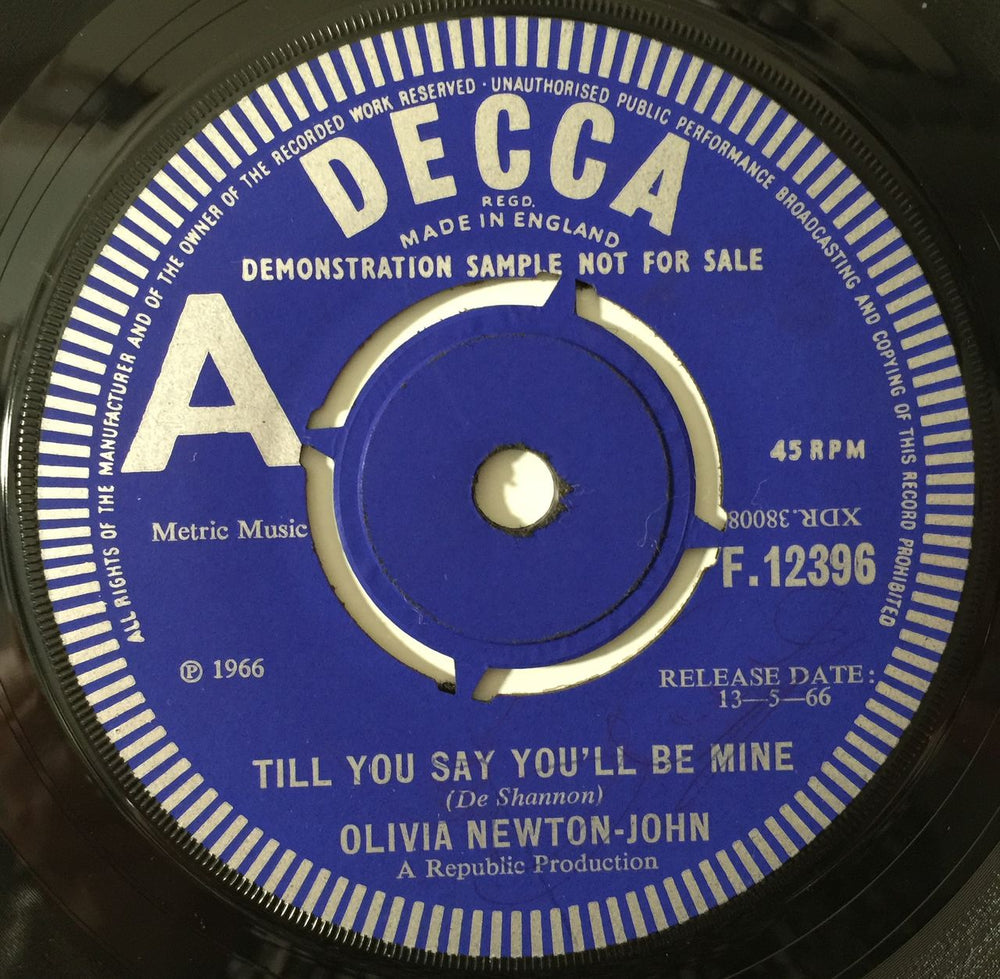 ALL RIGHTS OF THE MANUFACTURER AND OF THE OWNER OF THE RECORDED WORK RESERVED · UNAUTHORISED PUBLIC PERFORMANCE BROADCASTING AND COPYING OF THIS RECORD PROHIBITED
DECCA
REGD.
MADE IN ENGLAND
DEMONSTRATION SAMPLE NOT FOR SALE
A
45 RPM
Metric Music
XDR.38008
F.12396
℗ 1966
RELEASE DATE:
13—5—66
TILL YOU SAY YOU'LL BE MINE
(De Shannon)
OLIVIA NEWTON-JOHN
A Republic Production